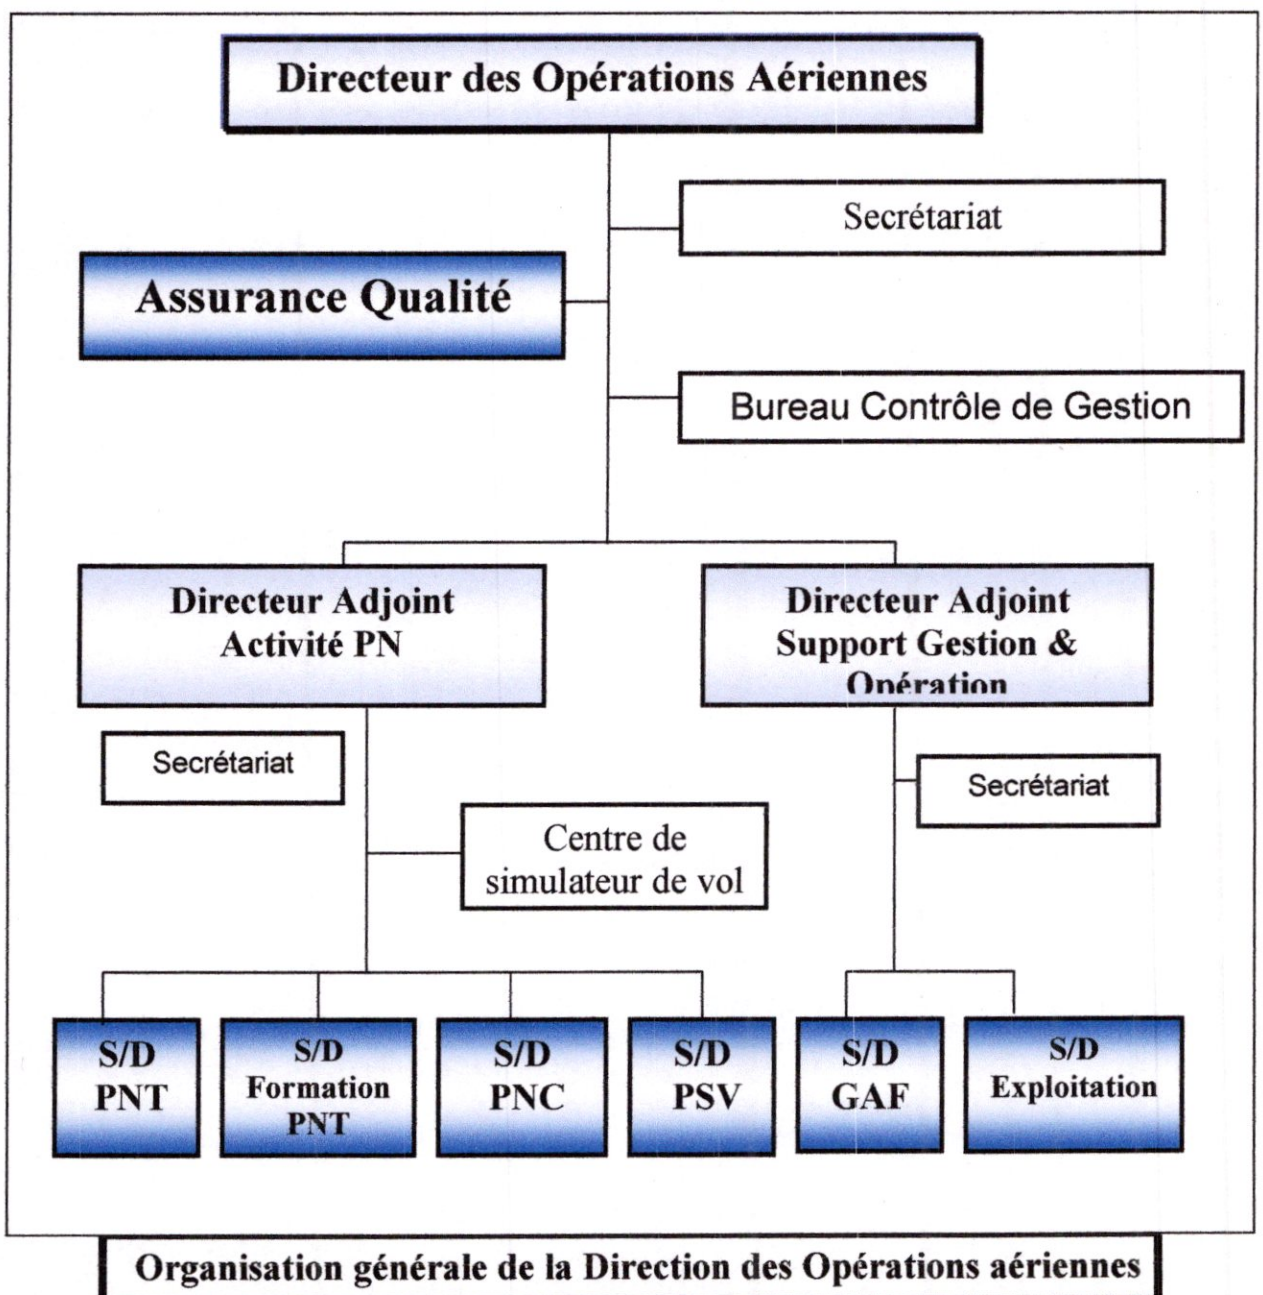 Directeur des Opérations Aériennes
Secrétariat
Assurance Qualité
Bureau Contrôle de Gestion
Directeur Adjoint
Activité PN
Directeur Adjoint
Support Gestion &
Opération
Secrétariat
Secrétariat
Centre de
simulateur de vol
S/D
PNT
S/D
Formation
PNT
S/D
PNC
S/D
PSV
S/D
GAF
S/D
Exploitation
Organisation générale de la Direction des Opérations aériennes